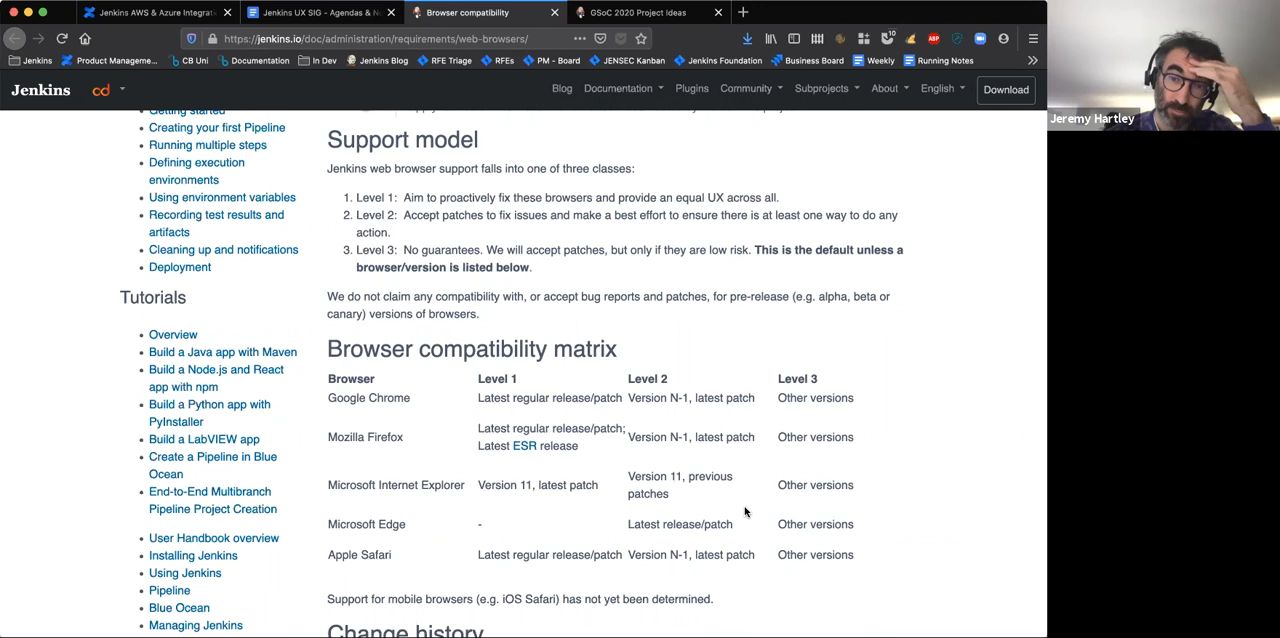 Jenkins AWS & Azure Integrati
Jenkins UX SIG - Agendas & N
Browser compatibility
GSoC 2020 Project Ideas
https://jenkins.io/doc/administration/requirements/web-browsers/
Jenkins
Product Manageme...
CB Uni
Documentation
In Dev
Jenkins Blog
RFE Triage
RFEs
PM - Board
JENSEC Kanban
Jenkins Foundation
Business Board
Weekly
Running Notes
Jenkins
cd
Blog
Documentation
Plugins
Community
Subprojects
About
English
Download
Getting started
Creating your first Pipeline
Running multiple steps
Defining execution
environments
Using environment variables
Recording test results and
artifacts
Cleaning up and notifications
Deployment
Tutorials
Overview
Build a Java app with Maven
Build a Node.js and React
app with npm
Build a Python app with
PyInstaller
Build a LabVIEW app
Create a Pipeline in Blue
Ocean
End-to-End Multibranch
Pipeline Project Creation
User Handbook overview
Installing Jenkins
Using Jenkins
Pipeline
Blue Ocean
Managing Jenkins
Support model
Jenkins web browser support falls into one of three classes:
1. Level 1: Aim to proactively fix these browsers and provide an equal UX across all.
2. Level 2: Accept patches to fix issues and make a best effort to ensure there is at least one way to do any
action.
3. Level 3: No guarantees. We will accept patches, but only if they are low risk. This is the default unless a
browser/version is listed below.
We do not claim any compatibility with, or accept bug reports and patches, for pre-release (e.g. alpha, beta or
canary) versions of browsers.
Browser compatibility matrix
Browser Level 1 Level 2 Level 3
Google Chrome Latest regular release/patch Version N-1, latest patch Other versions
Mozilla Firefox Latest regular release/patch; Version N-1, latest patch Other versions
Latest ESR release
Microsoft Internet Explorer Version 11, latest patch Version 11, previous Other versions
patches
Microsoft Edge - Latest release/patch Other versions
Apple Safari Latest regular release/patch Version N-1, latest patch Other versions
Support for mobile browsers (e.g. iOS Safari) has not yet been determined.
Change history
Jeremy Hartley